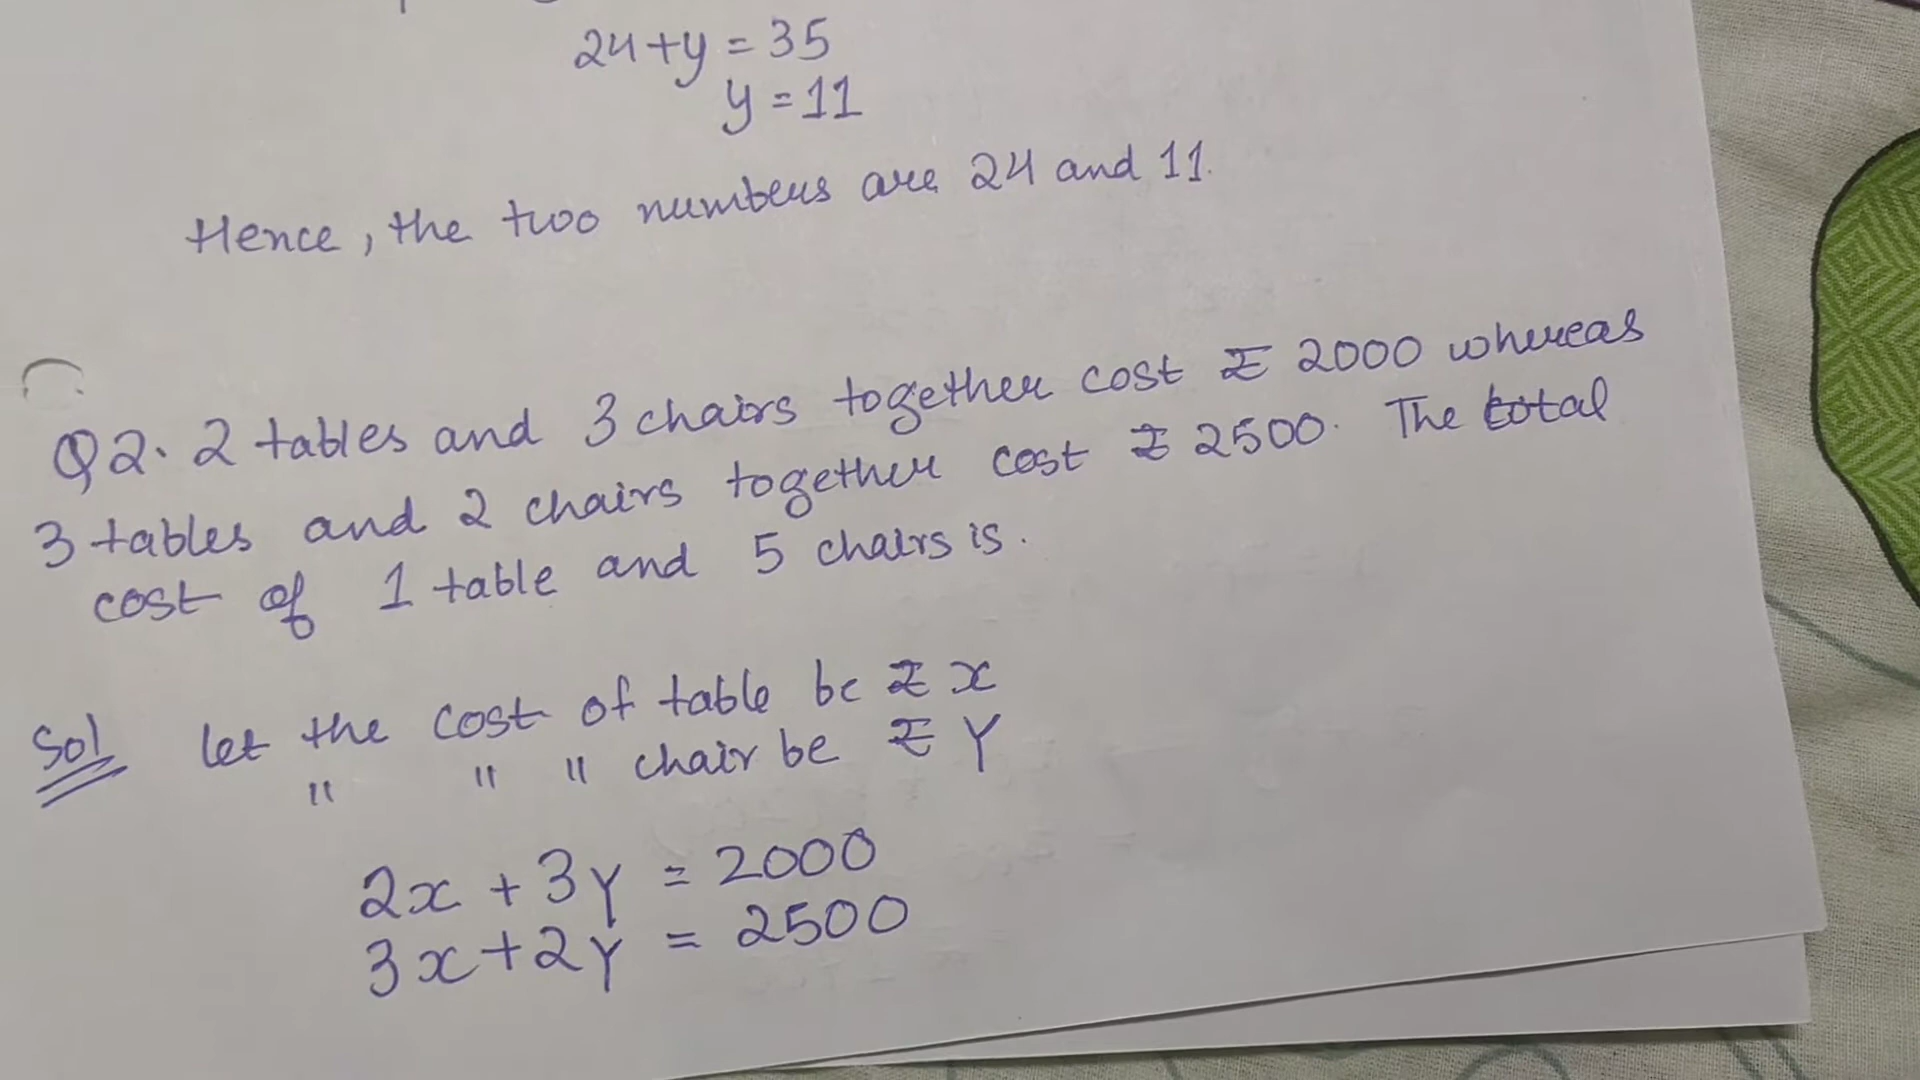 24+y = 35
y = 11
Hence, the two numbers are 24 and 11.
Q2. 2 tables and 3 chairs together cost ₹ 2000 whereas
3 tables and 2 chairs together cost ₹ 2500. The total
cost of 1 table and 5 chairs is.
Sol let the cost of table be ₹ x
" " " chair be ₹ Y
2x + 3Y = 2000
3x + 2Y = 2500